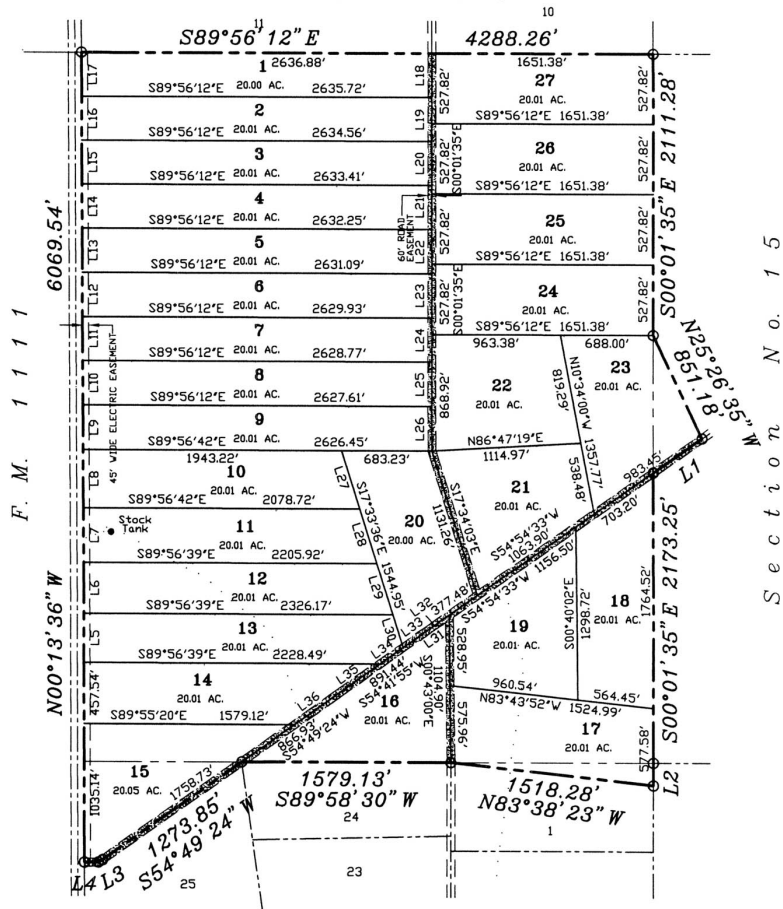 11
10
S89°56'12" E
4288.26'
L17
1
2636.88'
L18
1651.38'
27
20.01 AC.
527.82'
527.82'
S89°56'12"E 20.00 AC. 2635.72'
S89°56'12"E 1651.38'
L16
2
L19
S89°56'12"E 20.01 AC. 2634.56'
26
20.01 AC.
527.82'
S00°01'35"E
527.82'
S89°56'12"E 1651.38'
L15
3
L20
S89°56'12"E 20.01 AC. 2633.41'
L14
4
L21
S89°56'12"E 20.01 AC. 2632.25'
60' ROAD EASEMENT
25
20.01 AC.
527.82'
527.82'
S89°56'12"E 1651.38'
L13
5
L22
S89°56'12"E 20.01 AC. 2631.09'
L12
6
L23
S89°56'12"E 20.01 AC. 2629.93'
24
20.01 AC.
527.82'
S00°01'35"E
527.82'
S89°56'12"E 1651.38'
S00°01'35" E 2111.28'
6069.54'
F. M. 1111
N00°13'36" W
Section No. 15
L11
45' WIDE ELECTRIC EASEMENT
7
L24
S89°56'12"E 20.01 AC. 2628.77'
L10
8
L25
S89°56'12"E 20.01 AC. 2627.61'
L9
9
L26
S89°56'42"E 20.01 AC. 2626.45'
963.38'
688.00'
23
20.01 AC.
22
20.01 AC.
868.92'
N10°34'00"W 1357.77'
819.29'
538.48'
N86°47'19"E
1114.97'
N25°26'35" W
851.18'
L1
1943.22'
683.23'
L8
10
20.01 AC.
S89°56'42"E 2078.72'
L27
L7
Stock
Tank
11
20.01 AC.
S89°56'39"E 2205.92'
L28
S17°33'36"E 1544.95'
20
20.00 AC.
S17°34'03"E
1131.26'
21
20.01 AC.
S54°54'33"W
1063.90'
1156.50'
983.45'
703.20'
L6
12
20.01 AC.
S89°56'39"E 2326.17'
L29
L5
13
20.01 AC.
S89°56'39"E 2228.49'
L30
L31
L32
L33
377.48'
S54°54'33"W
19
20.01 AC.
S00°40'02"E
1298.72'
18
20.01 AC.
1764.52'
S00°01'35" E 2173.25'
457.54'
14
20.01 AC.
S89°55'20"E 1579.12'
L34
L35
L36
891.44'
S54°41'55"W
866.93'
S54°49'24"W
16
20.01 AC.
528.95'
1104.90'
S00°43'00"E
575.96'
960.54'
564.45'
N83°43'52"W 1524.99'
17
20.01 AC.
577.58'
L2
15
20.05 AC.
1035.14'
1758.73'
1273.85'
S54°49'24" W
1579.13'
S89°58'30" W
1518.28'
N83°38'23" W
L4
L3
24
1
23
25